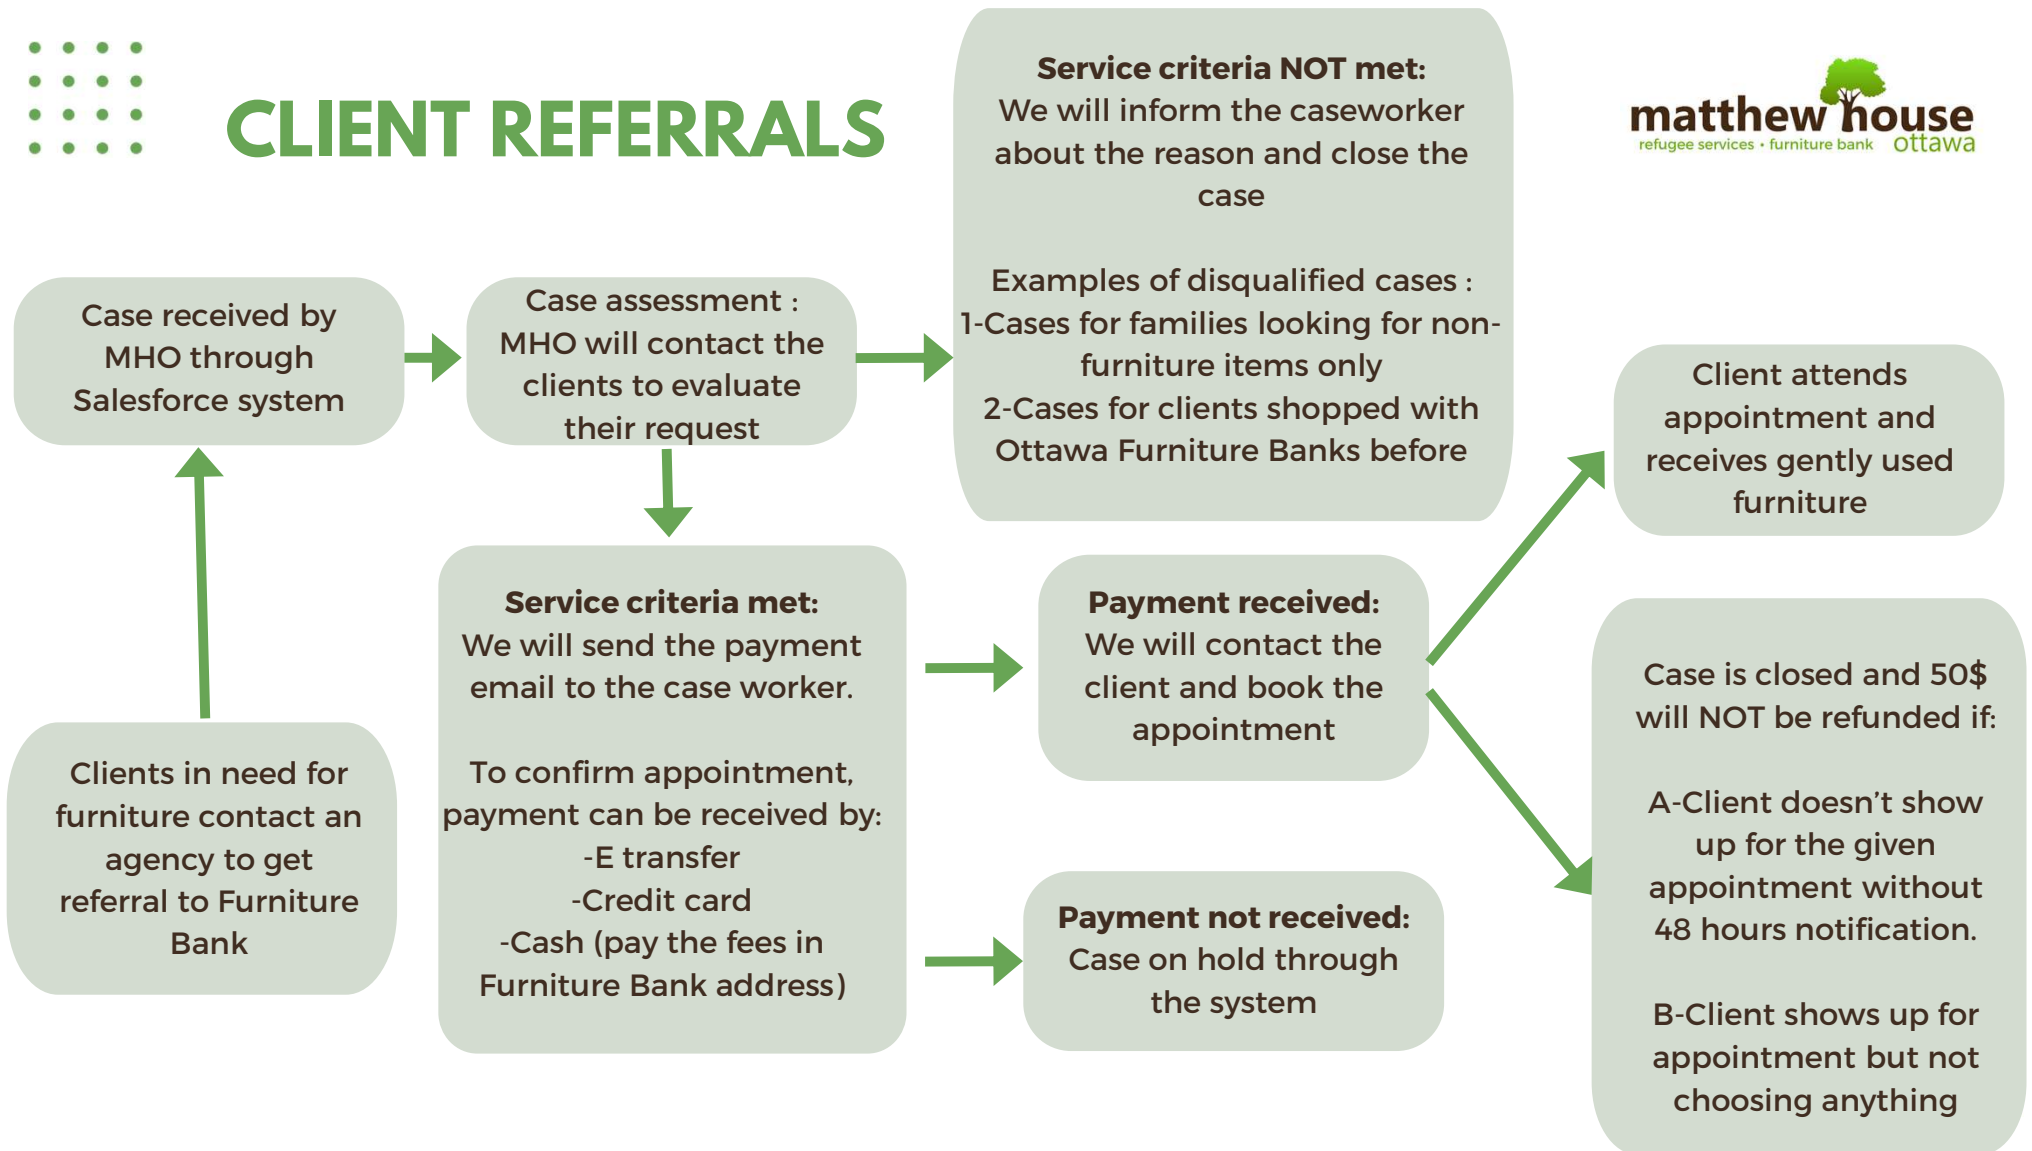 CLIENT REFERRALS
matthew house
refugee services • furniture bank
ottawa
Clients in need for
furniture contact an
agency to get
referral to Furniture
Bank
Case received by
MHO through
Salesforce system
Case assessment :
MHO will contact the
clients to evaluate
their request
Service criteria NOT met:
We will inform the caseworker
about the reason and close the
case
Examples of disqualified cases :
1-Cases for families looking for non-
furniture items only
2-Cases for clients shopped with
Ottawa Furniture Banks before
Service criteria met:
We will send the payment
email to the case worker.
To confirm appointment,
payment can be received by:
-E transfer
-Credit card
-Cash (pay the fees in
Furniture Bank address)
Payment received:
We will contact the
client and book the
appointment
Payment not received:
Case on hold through
the system
Client attends
appointment and
receives gently used
furniture
Case is closed and 50$
will NOT be refunded if:
A-Client doesn’t show
up for the given
appointment without
48 hours notification.
B-Client shows up for
appointment but not
choosing anything